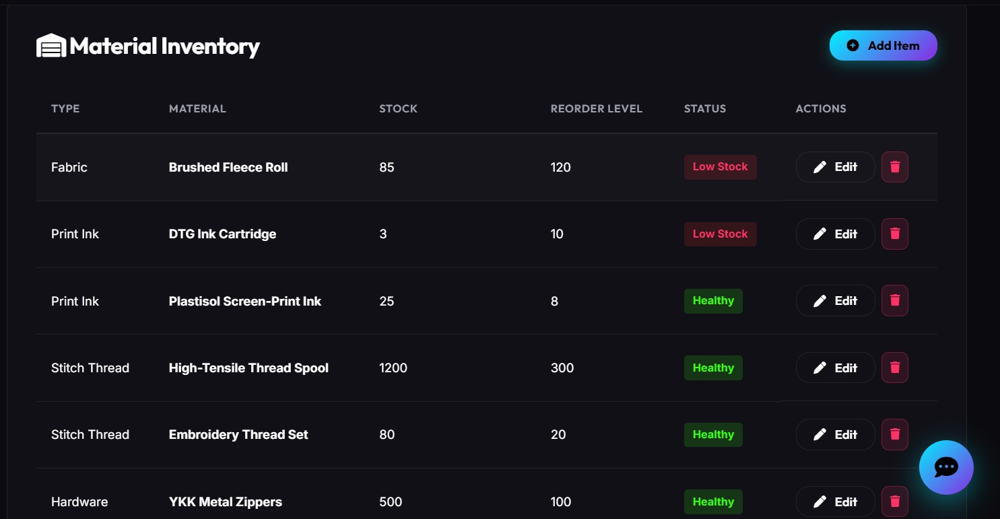 Material Inventory
Add Item
TYPE MATERIAL STOCK REORDER LEVEL STATUS ACTIONS
Fabric Brushed Fleece Roll 85 120 Low Stock Edit
Print Ink DTG Ink Cartridge 3 10 Low Stock Edit
Print Ink Plastisol Screen-Print Ink 25 8 Healthy Edit
Stitch Thread High-Tensile Thread Spool 1200 300 Healthy Edit
Stitch Thread Embroidery Thread Set 80 20 Healthy Edit
Hardware YKK Metal Zippers 500 100 Healthy Edit